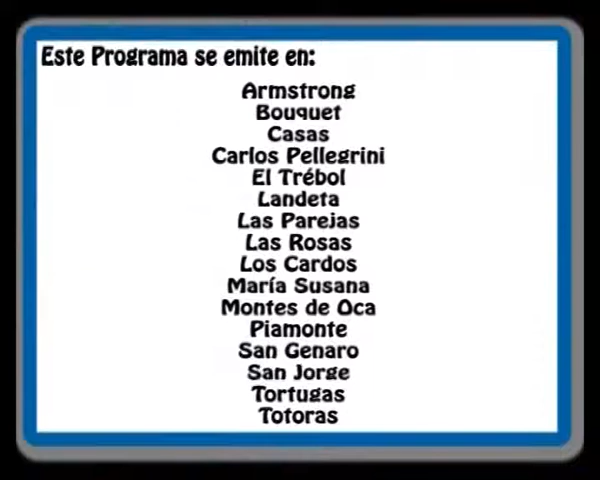 Este Programa se emite en:
Armstrong
Bouquet
Casas
Carlos Pellegrini
El Trébol
Landeta
Las Parejas
Las Rosas
Los Cardos
María Susana
Montes de Oca
Piamonte
San Genaro
San Jorge
Tortugas
Totoras